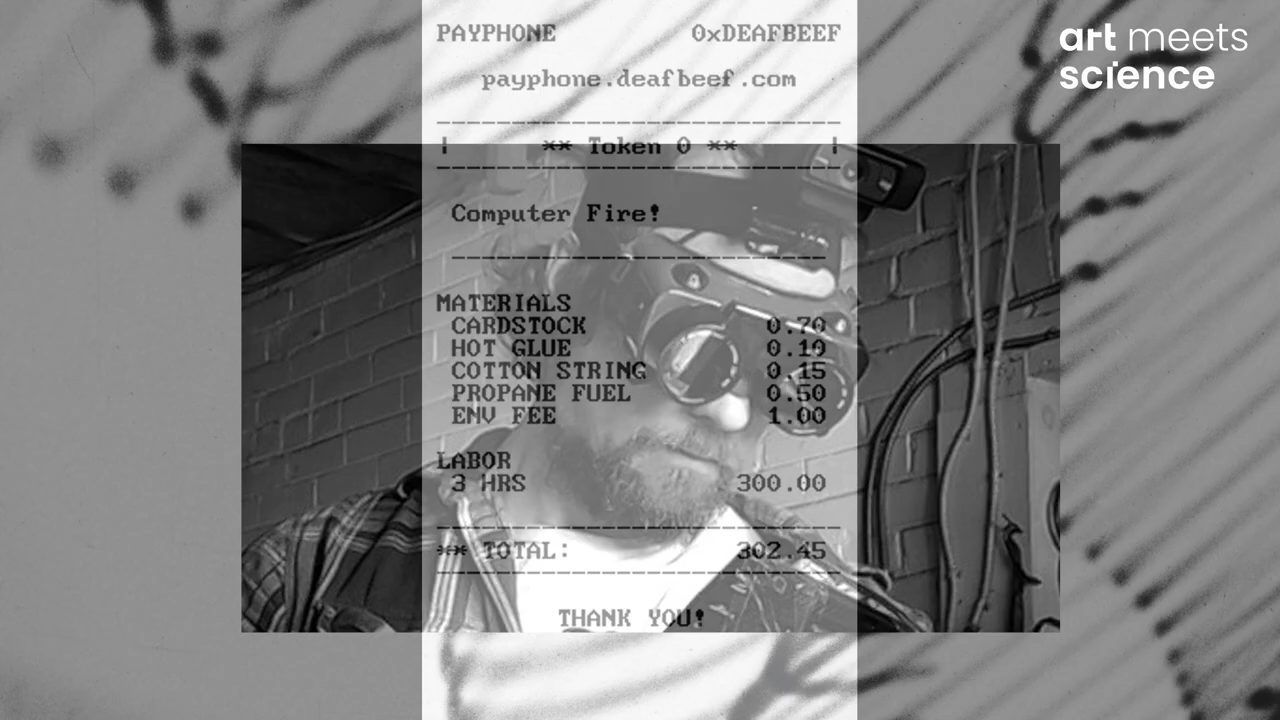 PAYPHONE 0xDEAFBEEF
payphone.deafbeef.com
** Token 0 **
Computer Fire!
MATERIALS
CARDSTOCK 0.70
HOT GLUE 0.10
COTTON STRING 0.15
PROPANE FUEL 0.50
ENV FEE 1.00
LABOR
3 HRS 300.00
** TOTAL: 302.45
THANK YOU!
art meets
science